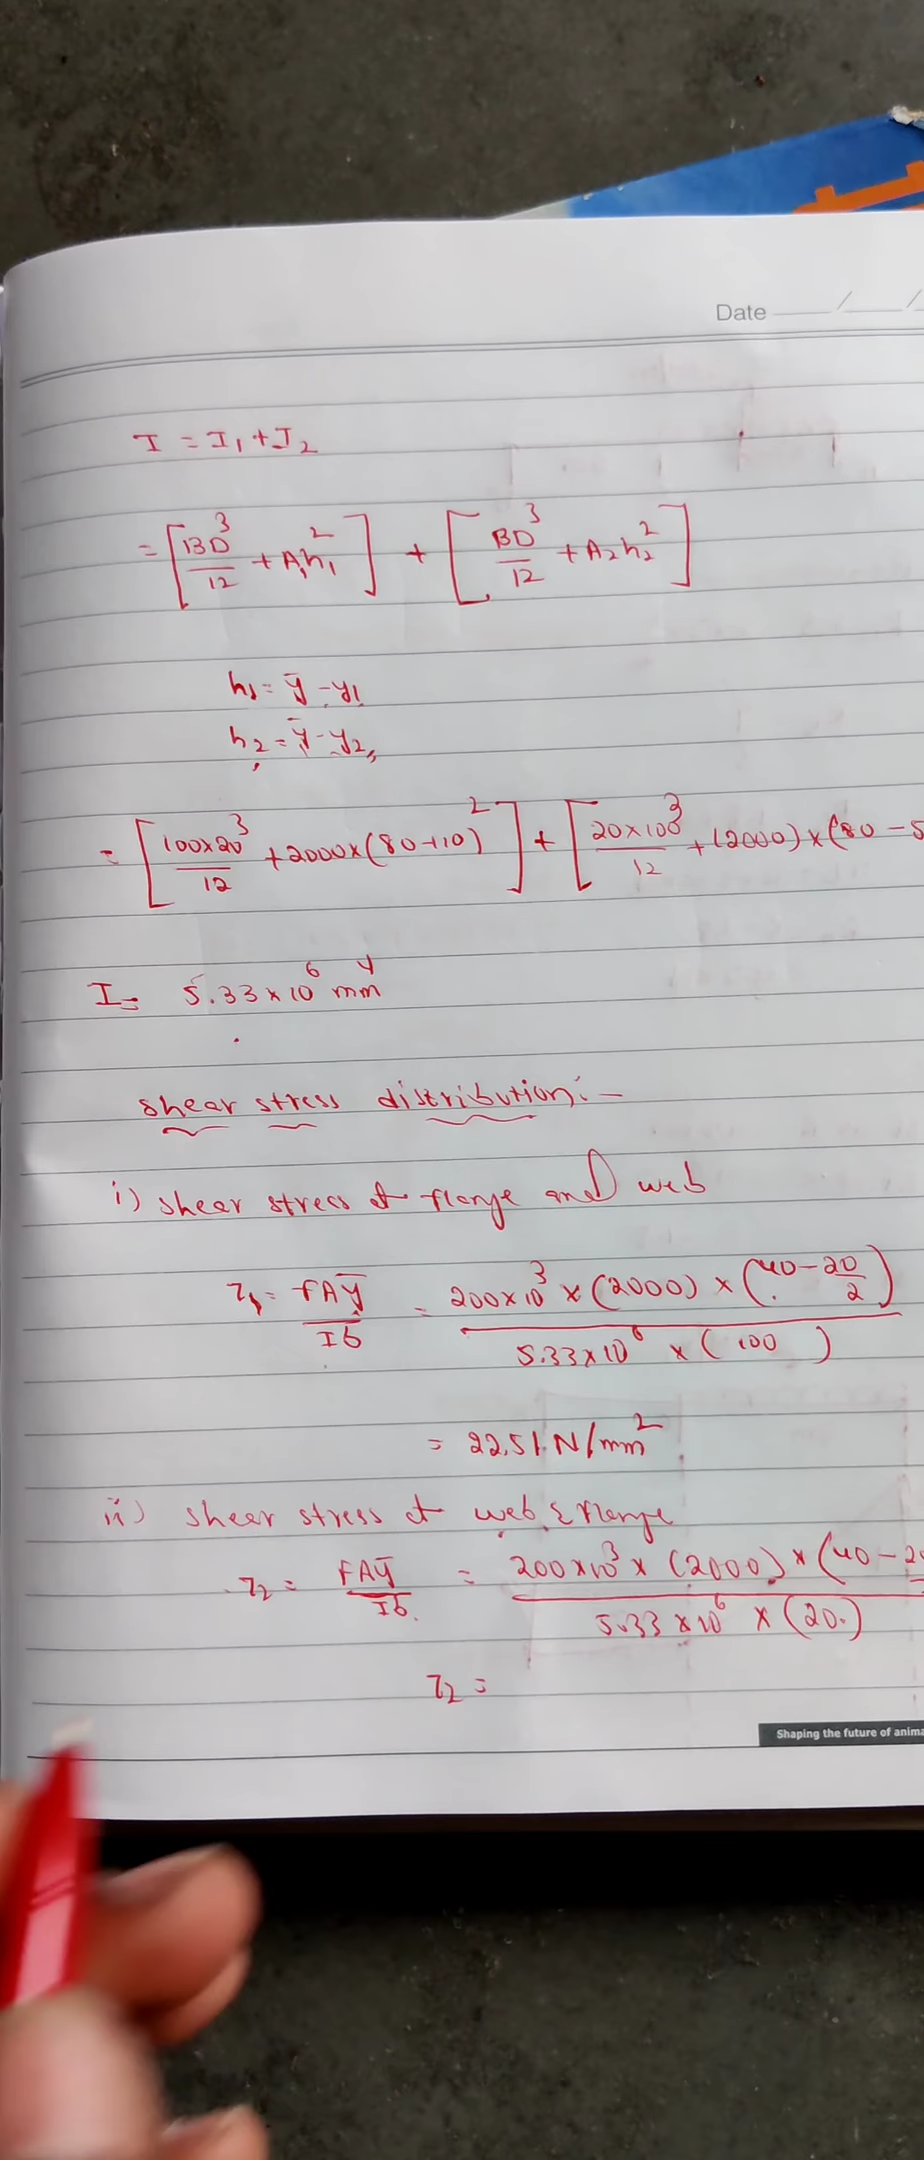 Date
I = I₁ + I₂
= [BD³/12 + A₁h₁²] + [BD³/12 + A₂h₂²]
h₁ = ȳ - y₁
h₂ = ȳ - y₂
= [100×20³/12 + 2000×(80-110)²] + [20×100³/12 + (2000)×(80-5
I = 5.33×10⁶ mm⁴
shear stress distribution:-
i) shear stress at flange and web
τ₁ = FAȳ/Ib = 200×10³×(2000)×(40-20/2)/5.33×10⁶×(100)
= 22.51 N/mm²
ii) shear stress at web & flange
τ₂ = FAȳ/Ib = 200×10³×(2000)×(40-20/5.33×10⁶×(20)
τ₂ =
Shaping the future of anima